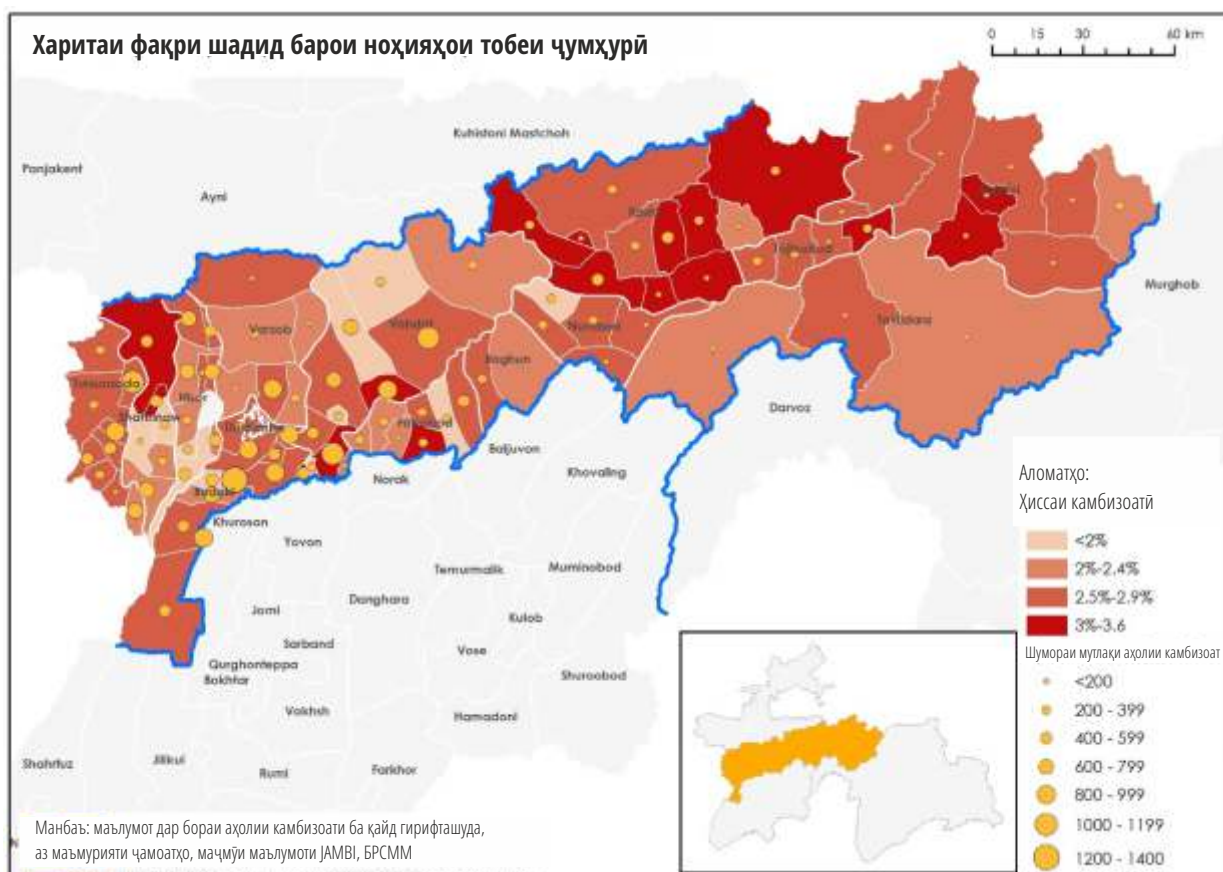 Харитаи фақри шадид барои ноҳияҳои тобеи ҷумҳурӣ
0 15 30 60 km
Kuhistoni Mastchoh
Panjakent
Ayni
Murghob
Rasht
Varzob
Vahdat
Nurobod
Roghun
Tursunzoda
Hisor
Shahrinaw
Dushanbe
Darvoz
Baljuvon
Norak
Khovaling
Rudaki
Khuroson
Yovon
Temurmalik
Muminobod
Danghara
Jomi
Kulob
Sarband
Vose
Qurghonteppa
Bokhtar
Shuroobod
Vakhsh
Hamadoni
Shahrtuz
Jilikul
Rumi
Farkhor
Аломатҳо:
Ҳиссаи камбизоатӣ
<2%
2%-2.4%
2.5%-2.9%
3%-3.6
Шумораи мутлақи аҳолии камбизоат
<200
200 - 399
400 - 599
600 - 799
800 - 999
1000 - 1199
1200 - 1400
Манбаъ: маълумот дар бораи аҳолии камбизоати ба қайд гирифташуда,
аз маъмурияти ҷамоатҳо, маҷмӯи маълумоти JAMBI, БРСММ